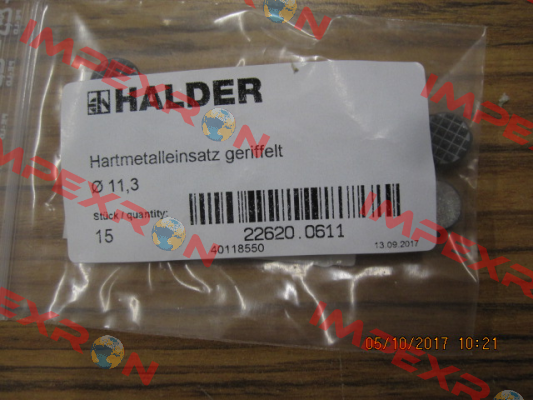 HALDER
Hartmetalleinsatz geriffelt
Ø 11,3
Stück / quantity:
15
22620.0611
40118550
13.09.2017
05/10/2017 10:21
IMPEXRON
IMPEXRON
IMPEXRON
IMPEXRON